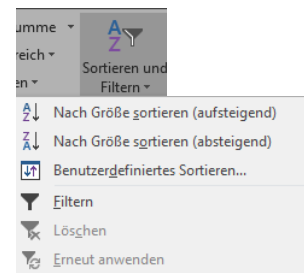 umme
reich
en
A
Z
Sortieren und
Filtern
A
Z
Nach Größe sortieren (aufsteigend)
Z
A
Nach Größe sortieren (absteigend)
Benutzerdefiniertes Sortieren...
Filtern
Löschen
Erneut anwenden